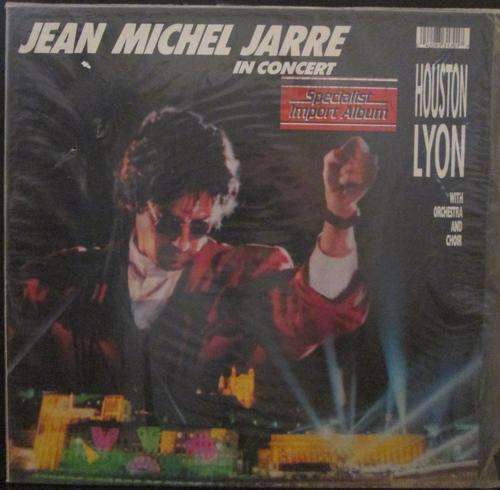 JEAN MICHEL JARRE
IN CONCERT
Specialist
Import Album
HOUSTON
LYON
WITH
ORCHESTRA
AND
CHOIR